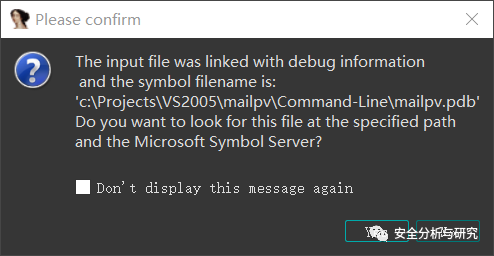 Please confirm
The input file was linked with debug information
and the symbol filename is:
'c:\Projects\VS2005\mailpv\Command-Line\mailpv.pdb'
Do you want to look for this file at the specified path
and the Microsoft Symbol Server?
Don't display this message again
安全分析与研究